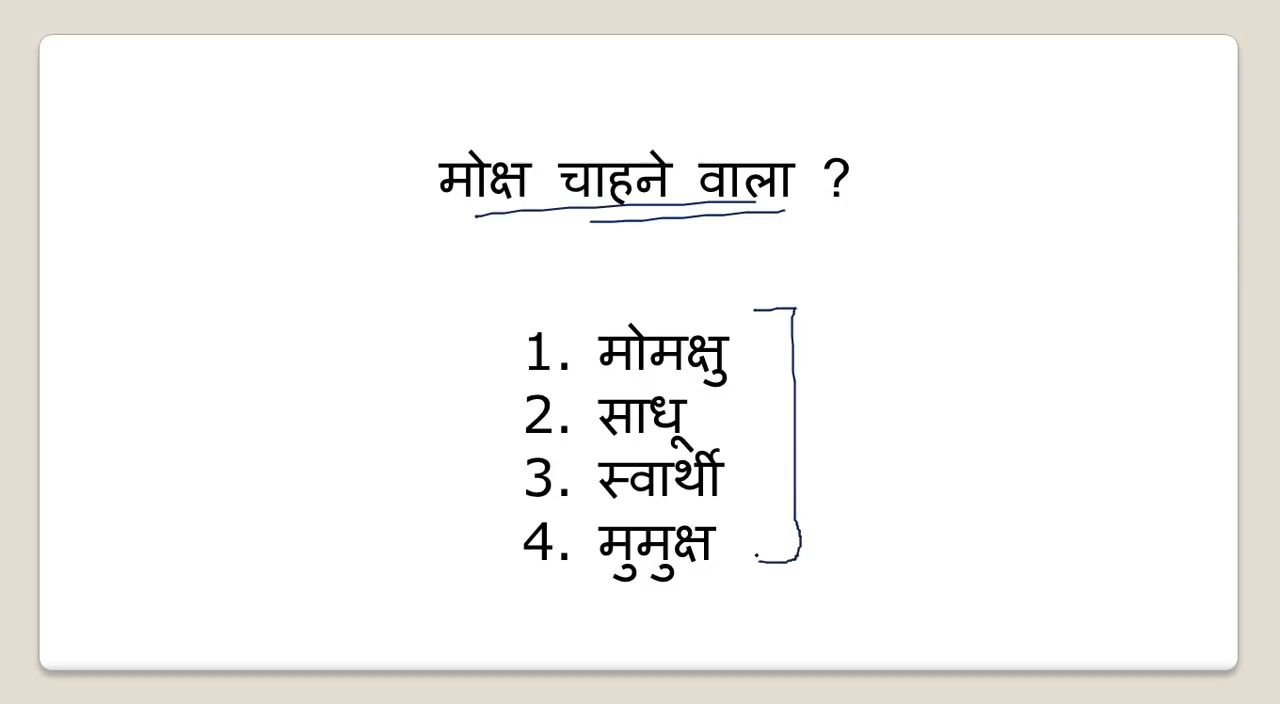 मोक्ष चाहने वाला ?
1. मोमक्षु
2. साधू
3. स्वार्थी
4. मुमुक्ष